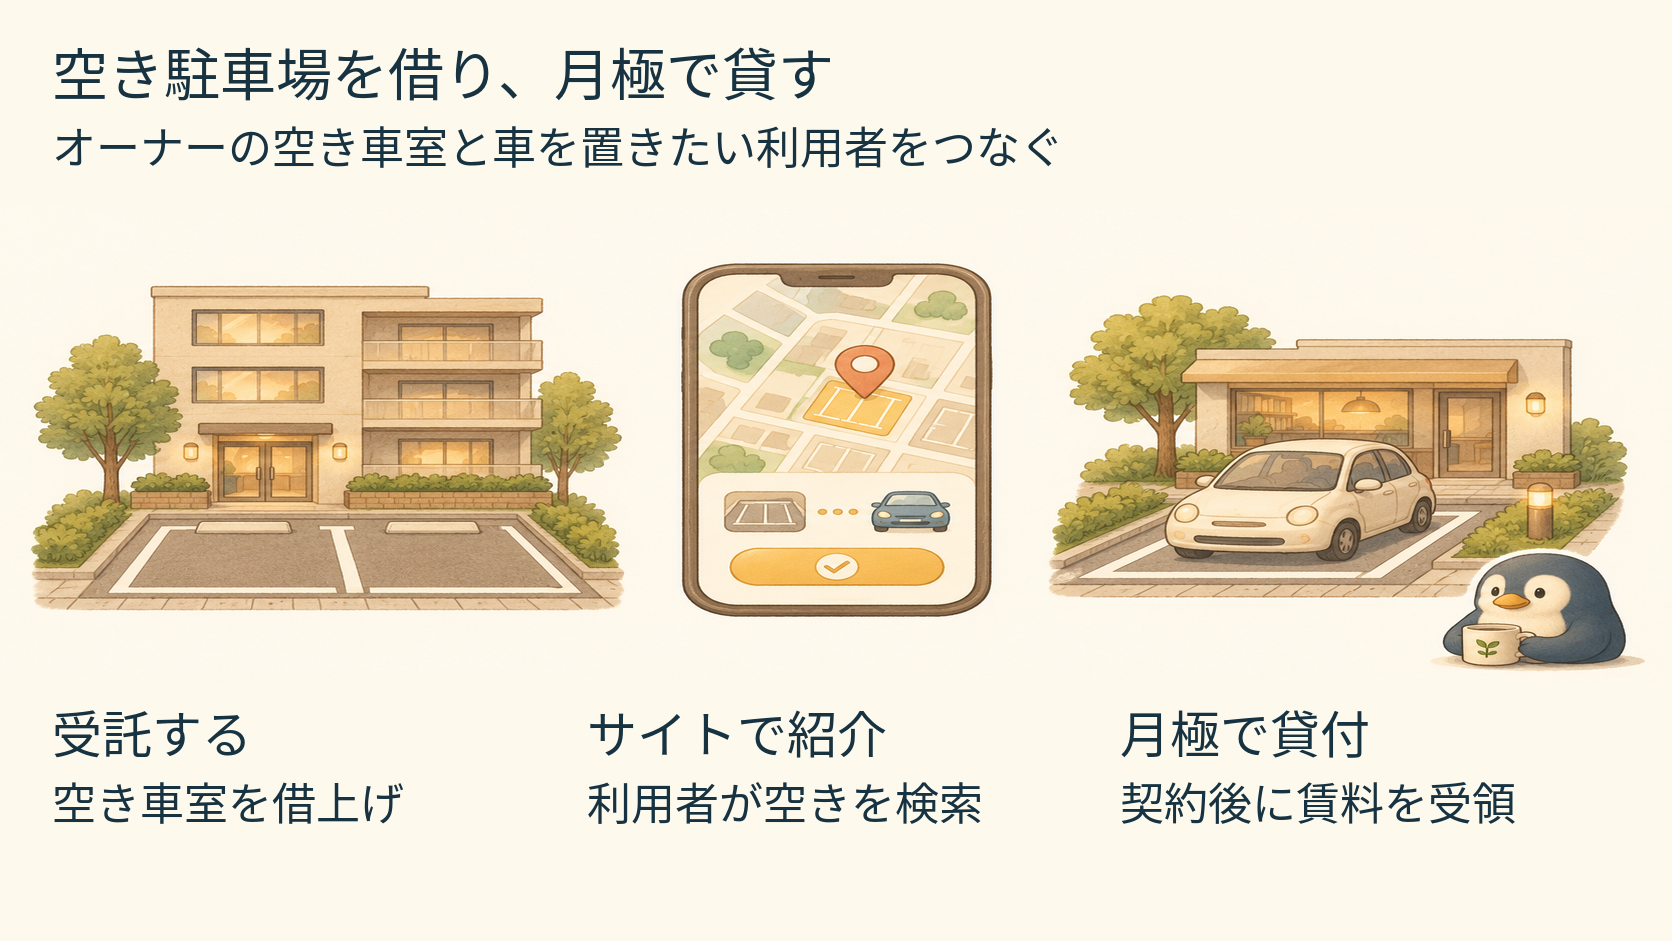 空き駐車場を借り、月極で貸す
オーナーの空き車室と車を置きたい利用者をつなぐ
受託する
空き車室を借上げ
サイトで紹介
利用者が空きを検索
月極で貸付
契約後に賃料を受領